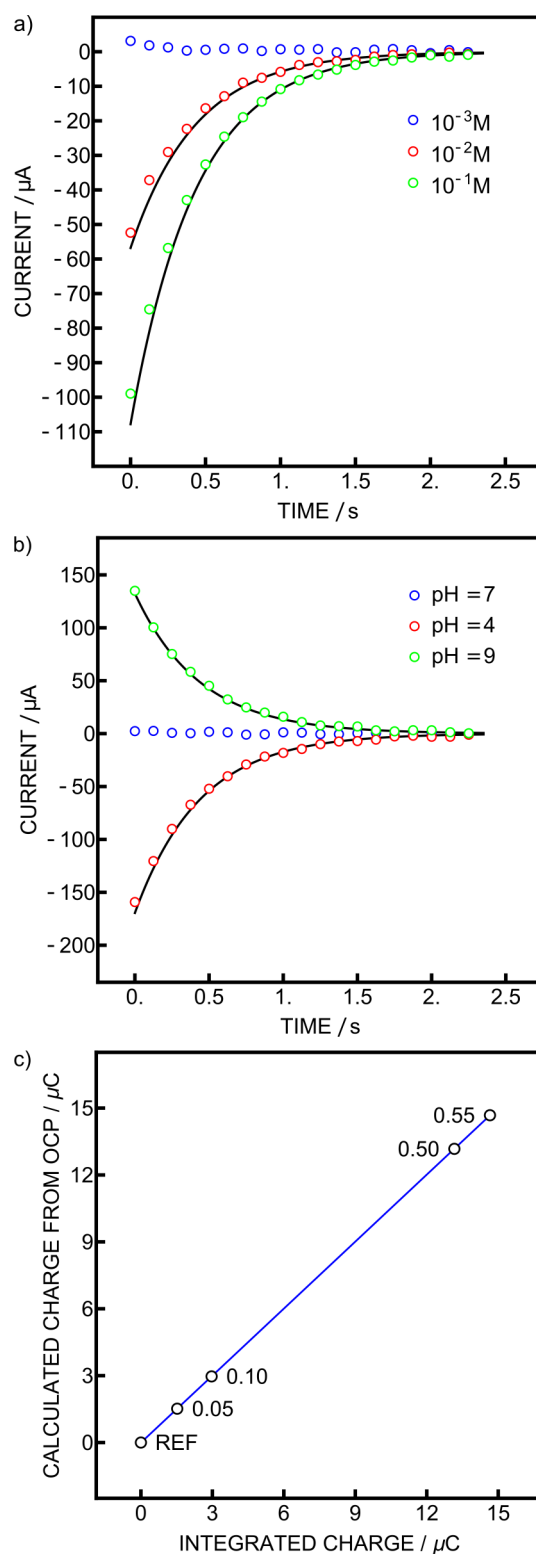 a)
0
- 10
- 20
- 30
- 40
- 50
- 60
- 70
- 80
- 90
- 100
- 110
CURRENT / µA
10⁻³M
10⁻²M
10⁻¹M
0. 0.5 1. 1.5 2. 2.5
TIME / s
b)
150
100
50
0
- 50
- 100
- 150
- 200
CURRENT / µA
pH = 7
pH = 4
pH = 9
0. 0.5 1. 1.5 2. 2.5
TIME / s
c)
15
12
9
6
3
0
CALCULATED CHARGE FROM OCP / µC
0.55
0.50
0.10
0.05
REF
0 3 6 9 12 15
INTEGRATED CHARGE / µC